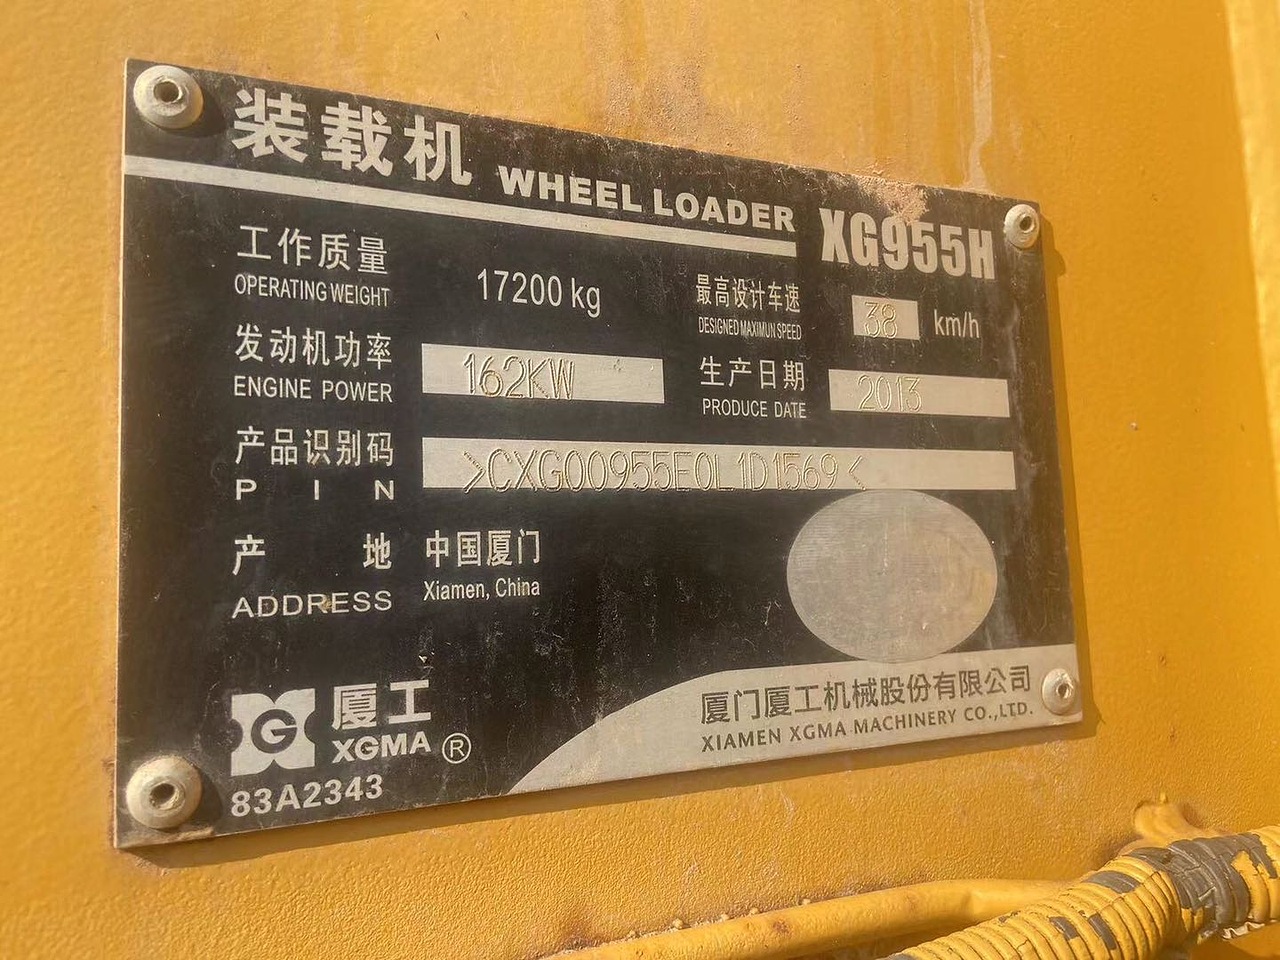 装载机 WHEEL LOADER XG955H
工作质量 17200 kg 最高设计车速 38 km/h
OPERATING WEIGHT DESIGNED MAXIMUN SPEED
发动机功率 162KW 生产日期 2013
ENGINE POWER PRODUCE DATE
产品识别码 >CXG00955E0L1D1569<
PIN
产地 中国厦门
ADDRESS Xiamen, China
厦工
XGMA ®
83A2343
厦门厦工机械股份有限公司
XIAMEN XGMA MACHINERY CO.,LTD.